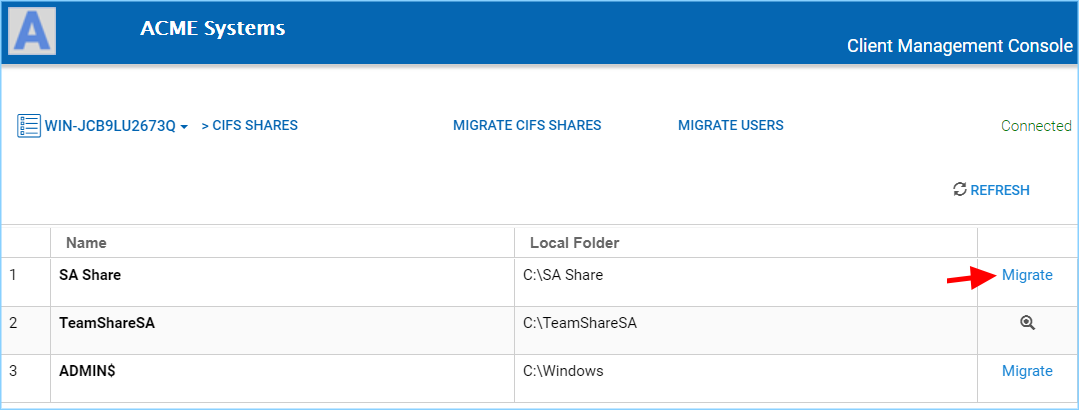 A
ACME Systems
Client Management Console
WIN-JCB9LU2673Q > CIFS SHARES MIGRATE CIFS SHARES MIGRATE USERS Connected
REFRESH
Name Local Folder
1 SA Share C:\SA Share Migrate
2 TeamShareSA C:\TeamShareSA
3 ADMIN$ C:\Windows Migrate